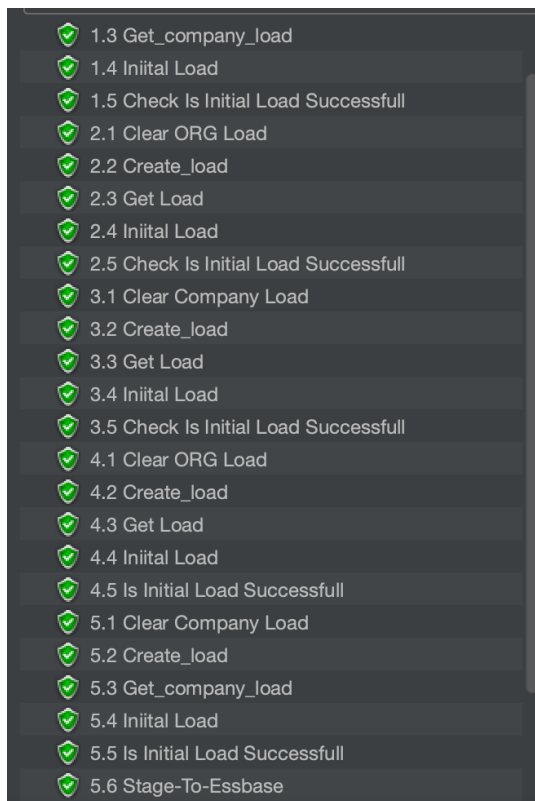 1.3 Get_company_load
1.4 Iniital Load
1.5 Check Is Initial Load Successfull
2.1 Clear ORG Load
2.2 Create_load
2.3 Get Load
2.4 Iniital Load
2.5 Check Is Initial Load Successfull
3.1 Clear Company Load
3.2 Create_load
3.3 Get Load
3.4 Iniital Load
3.5 Check Is Initial Load Successfull
4.1 Clear ORG Load
4.2 Create_load
4.3 Get Load
4.4 Iniital Load
4.5 Is Initial Load Successfull
5.1 Clear Company Load
5.2 Create_load
5.3 Get_company_load
5.4 Iniital Load
5.5 Is Initial Load Successfull
5.6 Stage-To-Essbase